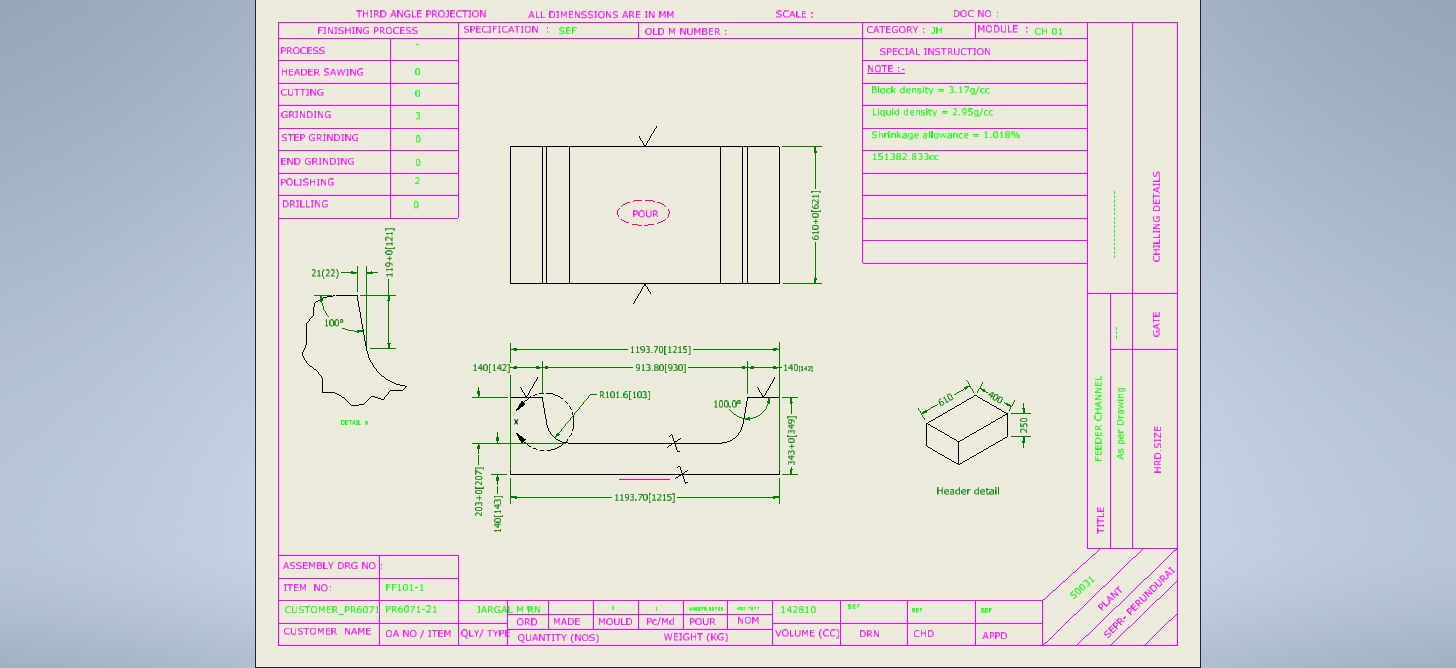 THIRD ANGLE PROJECTION ALL DIMENSSIONS ARE IN MM SCALE : DOC NO :
FINISHING PROCESS
SPECIFICATION : SEF
OLD M NUMBER :
CATEGORY : JH
MODULE : CH 01
PROCESS -
HEADER SAWING 0
CUTTING 0
GRINDING 3
STEP GRINDING 0
END GRINDING 0
POLISHING 2
DRILLING 0
SPECIAL INSTRUCTION
NOTE :-
Block density = 3.17g/cc
Liquid density = 2.95g/cc
Shrinkage allowance = 1.018%
151382.833cc
POUR
610+0[621]
21(22)
119+0[121]
100°
DETAIL x
1193.70[1215]
140[142]
913.80[930]
140[142]
R101.6[103]
100.0°
x
343+0[349]
203+0[207]
140[143]
1193.70[1215]
610
400
250
Header detail
CHILLING DETAILS
GATE
FEEDER CHANNEL
As per Drawing
HRD.SIZE
TITLE
ASSEMBLY DRG NO :
ITEM NO: FF101-1
CUSTOMER_PR6071 PR6071-21 JARGAL M RN
CUSTOMER NAME OA NO / ITEM QLY/ TYPE
ORD MADE MOULD Pc/Md POUR NOM
QUANTITY (NOS) WEIGHT (KG)
142810
VOLUME (CC)
SEF SEF SEF
DRN CHD APPD
50031
PLANT
SEPR- PERUNDURAI